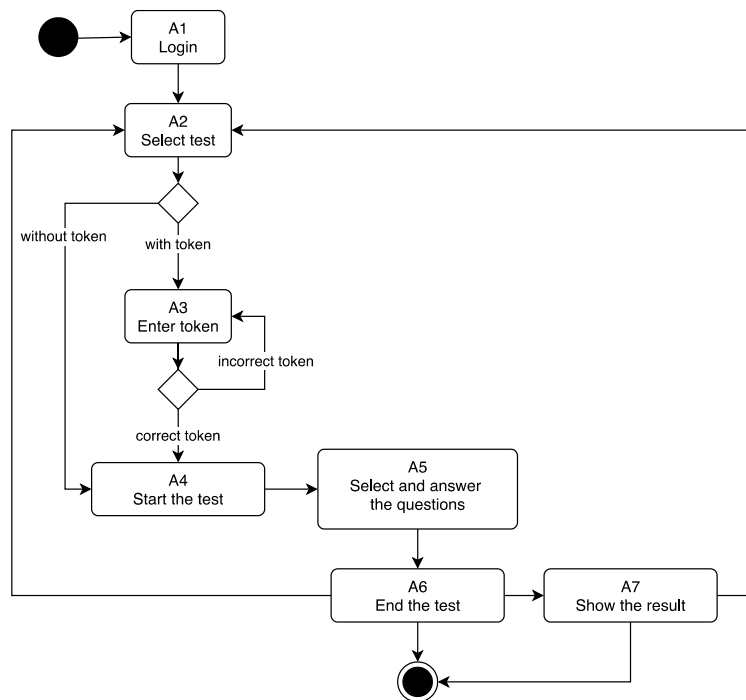 A1
Login
A2
Select test
without token
with token
A3
Enter token
incorrect token
correct token
A4
Start the test
A5
Select and answer
the questions
A6
End the test
A7
Show the result